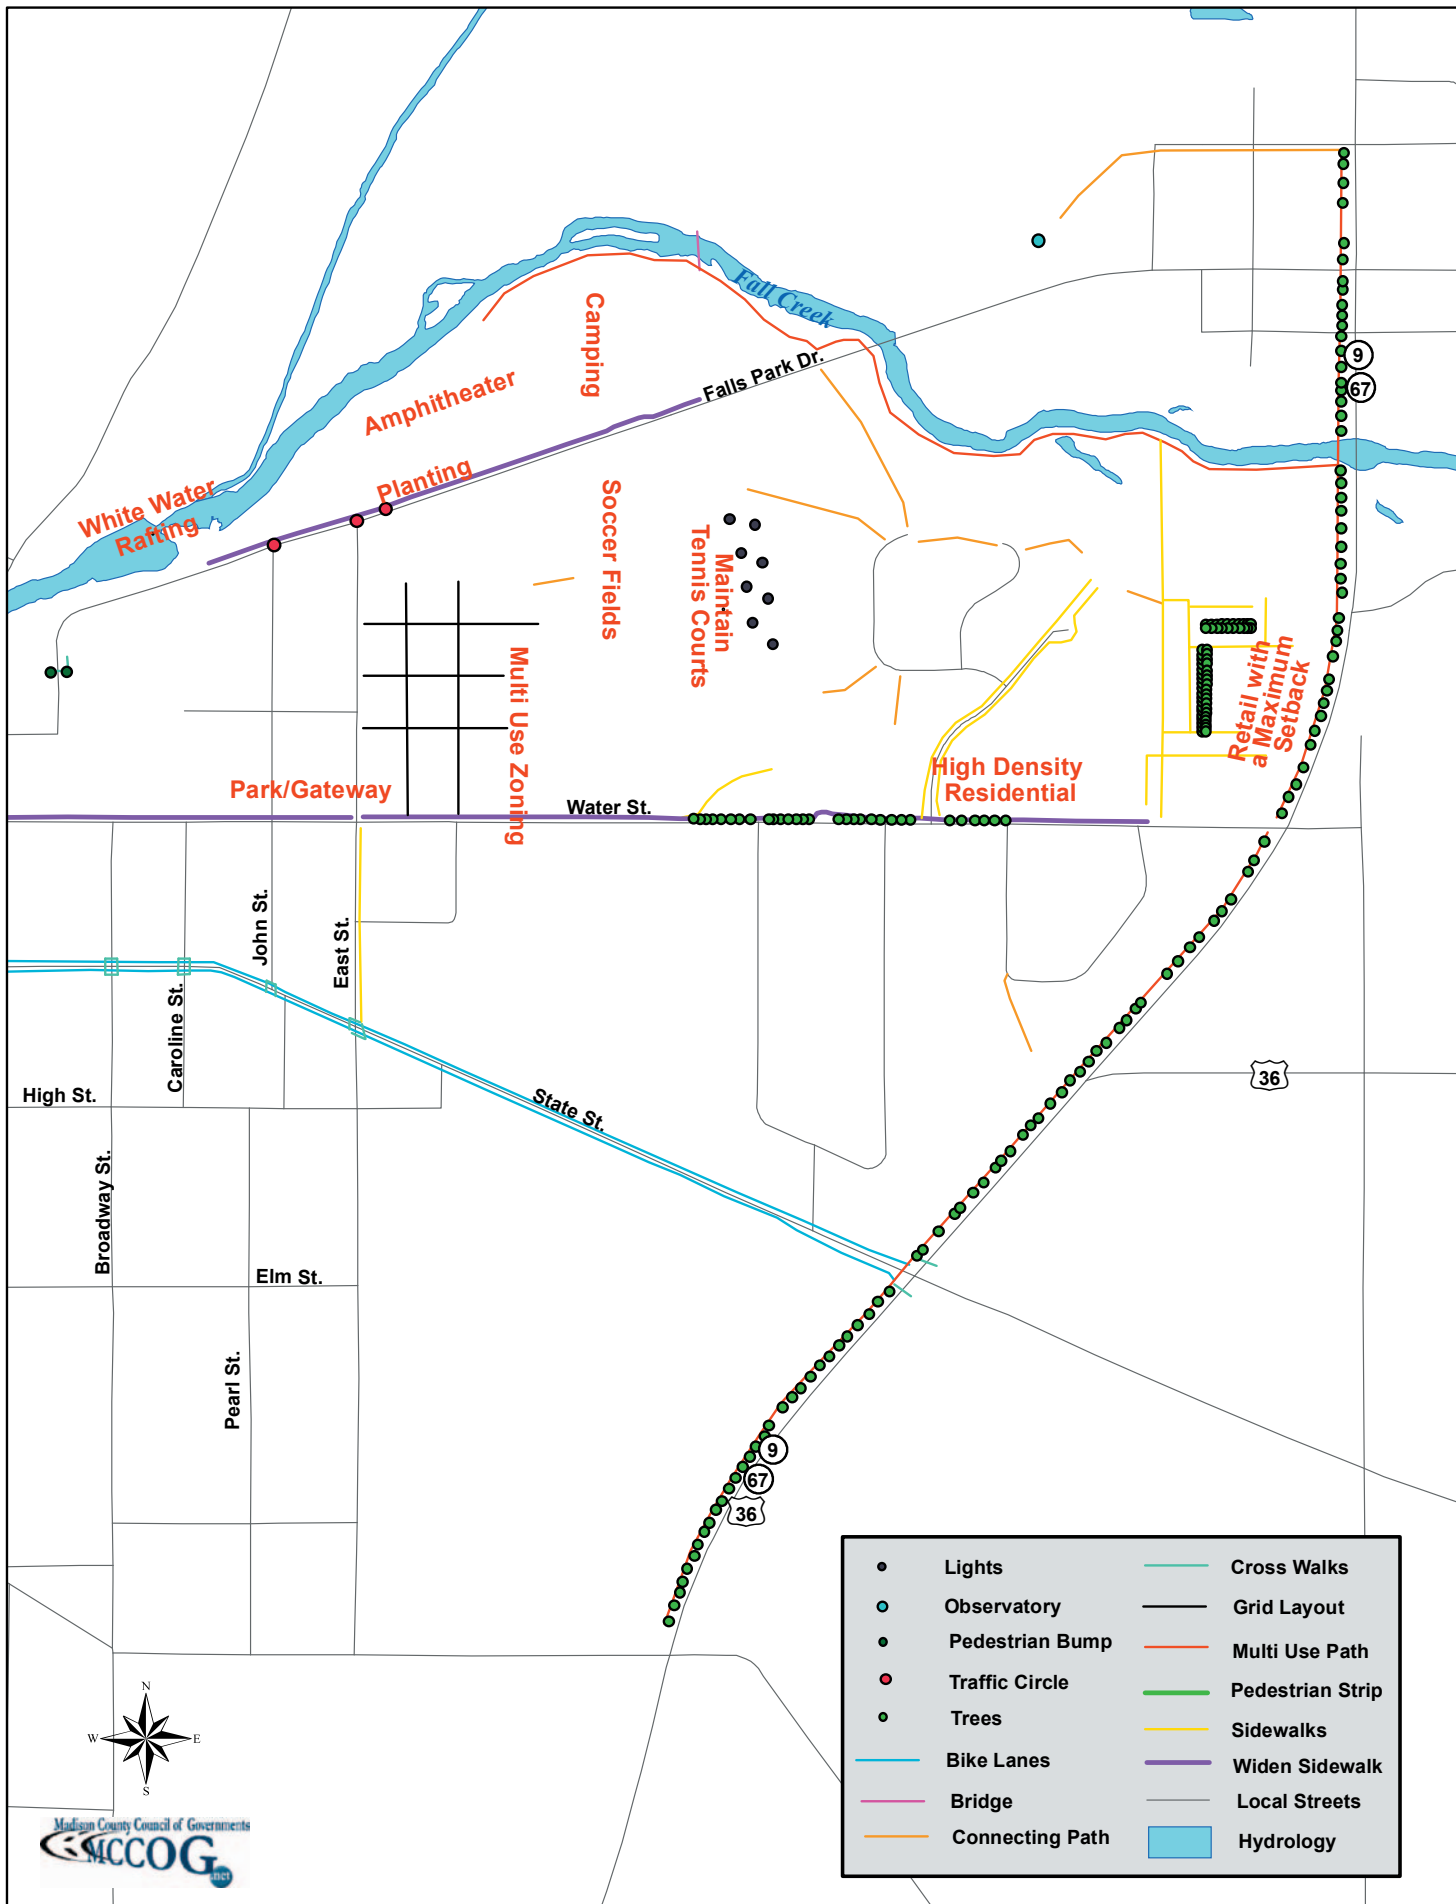 Fall Creek
9
67
Falls Park Dr.
Camping
Amphitheater
Planting
White Water
Rafting
Soccer Fields
Maintain
Tennis Courts
Multi Use Zoning
Retail with
a Maximum
Setback
Park/Gateway
High Density
Residential
Water St.
John St.
East St.
Caroline St.
High St.
State St.
36
Broadway St.
Elm St.
Pearl St.
9
67
36
Lights
Observatory
Pedestrian Bump
Traffic Circle
Trees
Bike Lanes
Bridge
Connecting Path
Cross Walks
Grid Layout
Multi Use Path
Pedestrian Strip
Sidewalks
Widen Sidewalk
Local Streets
Hydrology
N
W E
S
Madison County Council of Governments
MCCOG
.net